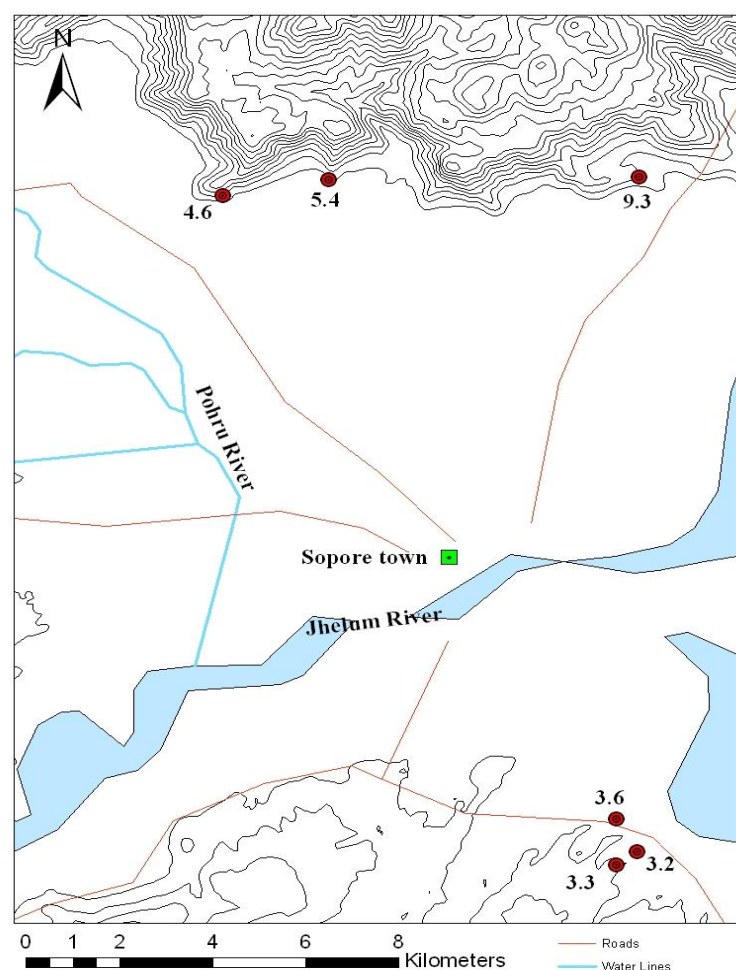 N
4.6
5.4
9.3
Pohru River
Sopore town
Jhelum River
3.6
3.2
3.3
0 1 2 4 6 8
Kilometers
Roads
Water Lines